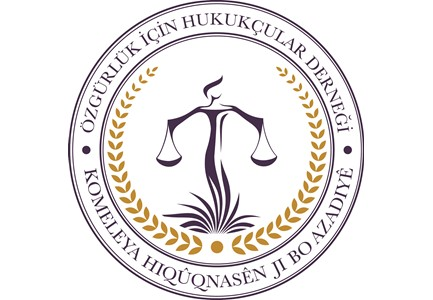 ÖZGÜRLÜK İÇİN HUKUKÇULAR DERNEĞİ
KOMELEYA HIQÛQNASÊN JI BO AZADIYÊ